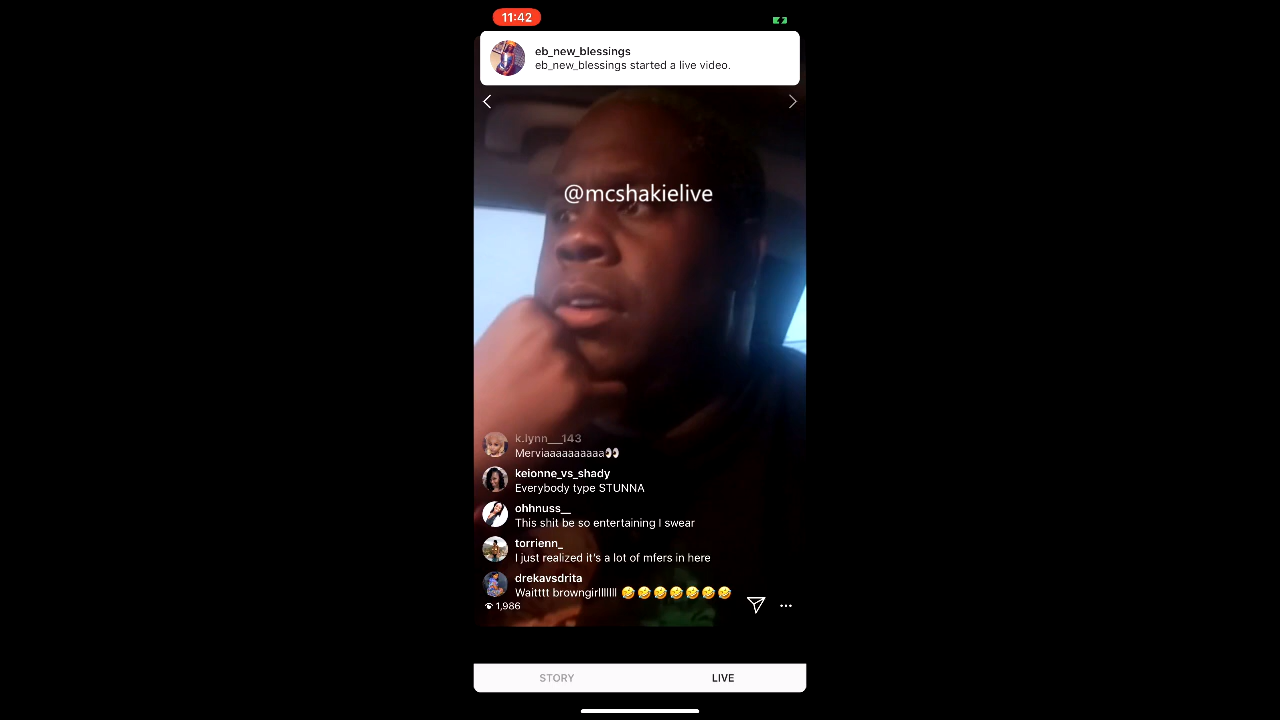 11:42
eb_new_blessings
eb_new_blessings started a live video.
@mcshakielive
k.lynn__143
Merviaaaaaaaaaa👀
keionne_vs_shady
Everybody type STUNNA
ohhnuss__
This shit be so entertaining I swear
torrienn_
I just realized it's a lot of mfers in here
drekavsdrita
Waitttt browngirlllllll 🤣🤣🤣🤣🤣🤣🤣
1,986
STORY
LIVE